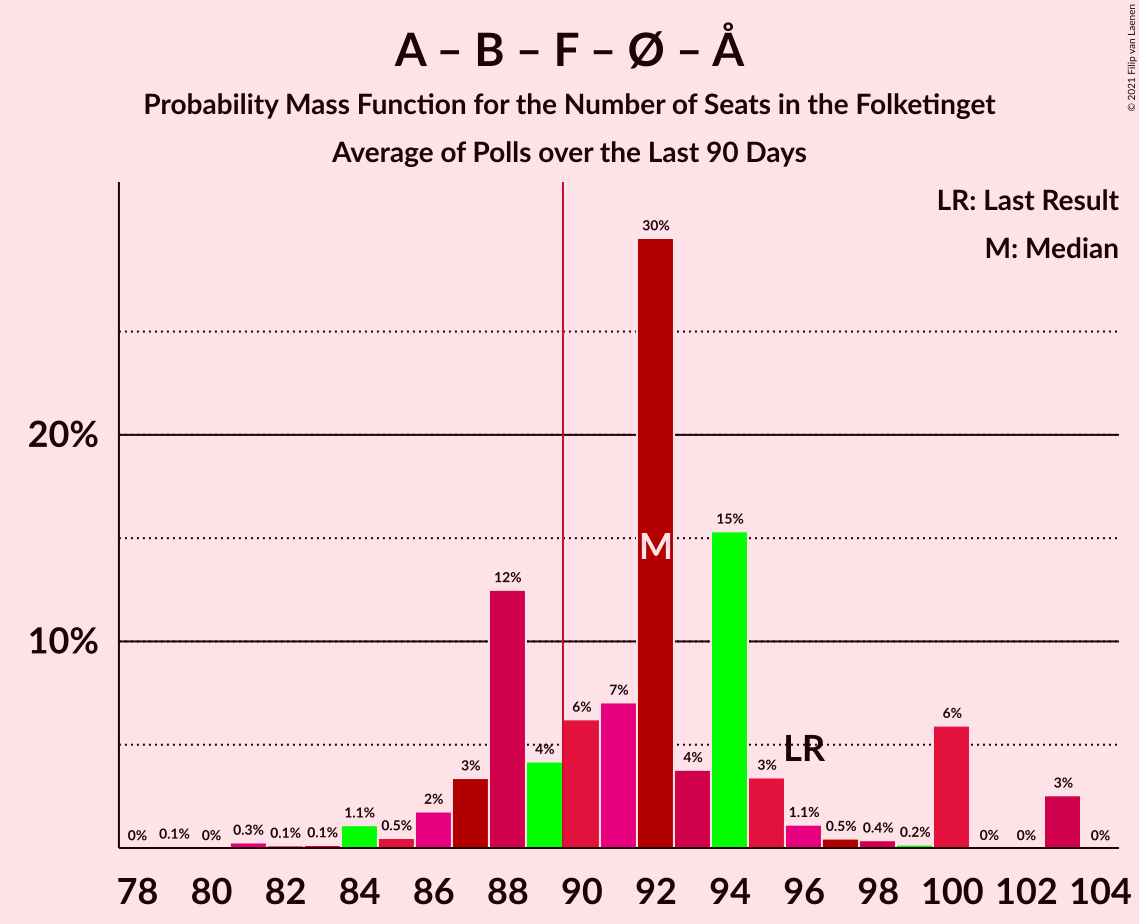 A – B – F – Ø – Å
Probability Mass Function for the Number of Seats in the Folketinget
Average of Polls over the Last 90 Days
© 2021 Filip van Laenen
LR: Last Result
M: Median
20%
10%
0% 0.1% 0% 0.3% 0.1% 0.1% 1.1% 0.5% 2% 3% 12% 4% 6% 7% 30% 4% 15% 3% 1.1% 0.5% 0.4% 0.2% 6% 0% 0% 3% 0%
M
LR
78 80 82 84 86 88 90 92 94 96 98 100 102 104